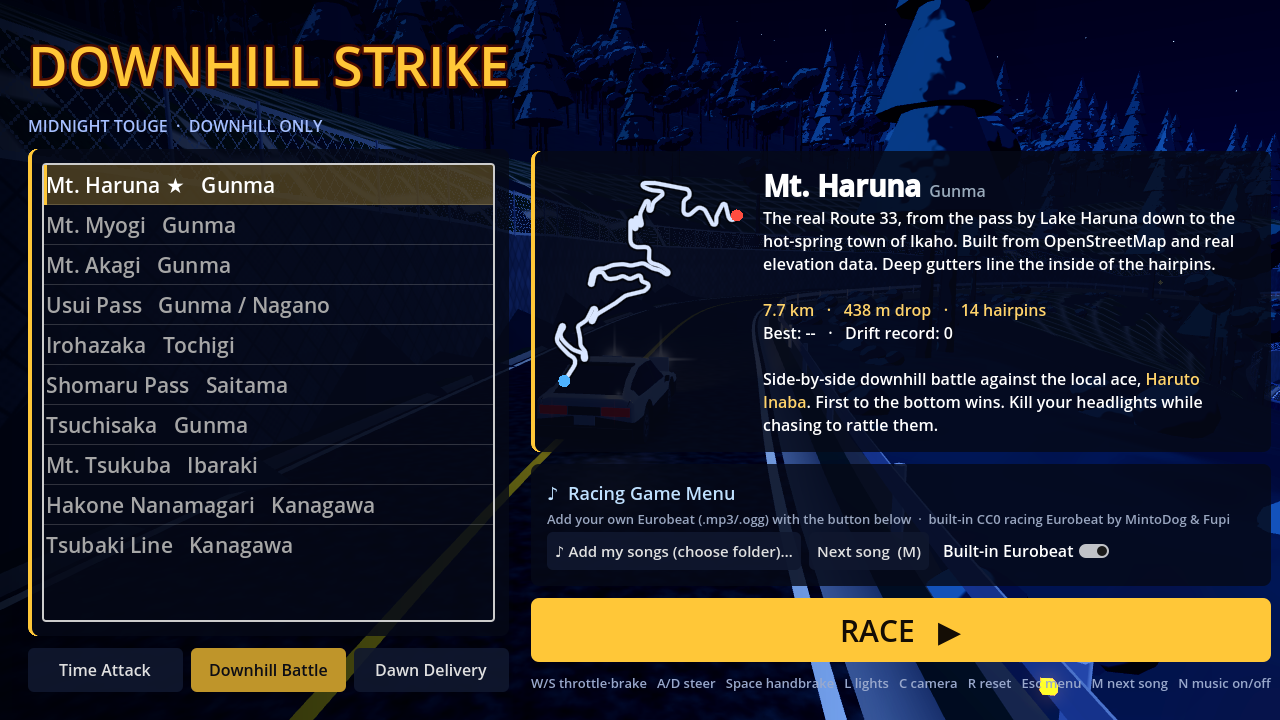 DOWNHILL STRIKE
MIDNIGHT TOUGE · DOWNHILL ONLY
Mt. Haruna ★ Gunma
Mt. Myogi Gunma
Mt. Akagi Gunma
Usui Pass Gunma / Nagano
Irohazaka Tochigi
Shomaru Pass Saitama
Tsuchisaka Gunma
Mt. Tsukuba Ibaraki
Hakone Nanamagari Kanagawa
Tsubaki Line Kanagawa
Time Attack
Downhill Battle
Dawn Delivery
Mt. Haruna Gunma
The real Route 33, from the pass by Lake Haruna down to the
hot-spring town of Ikaho. Built from OpenStreetMap and real
elevation data. Deep gutters line the inside of the hairpins.
7.7 km · 438 m drop · 14 hairpins
Best: -- · Drift record: 0
Side-by-side downhill battle against the local ace, Haruto
Inaba. First to the bottom wins. Kill your headlights while
chasing to rattle them.
♪ Racing Game Menu
Add your own Eurobeat (.mp3/.ogg) with the button below · built-in CC0 racing Eurobeat by MintoDog & Fupi
♪ Add my songs (choose folder)...
Next song (M)
Built-in Eurobeat
RACE ▶
W/S throttle·brake A/D steer Space handbrake L lights C camera R reset Esc menu M next song N music on/off